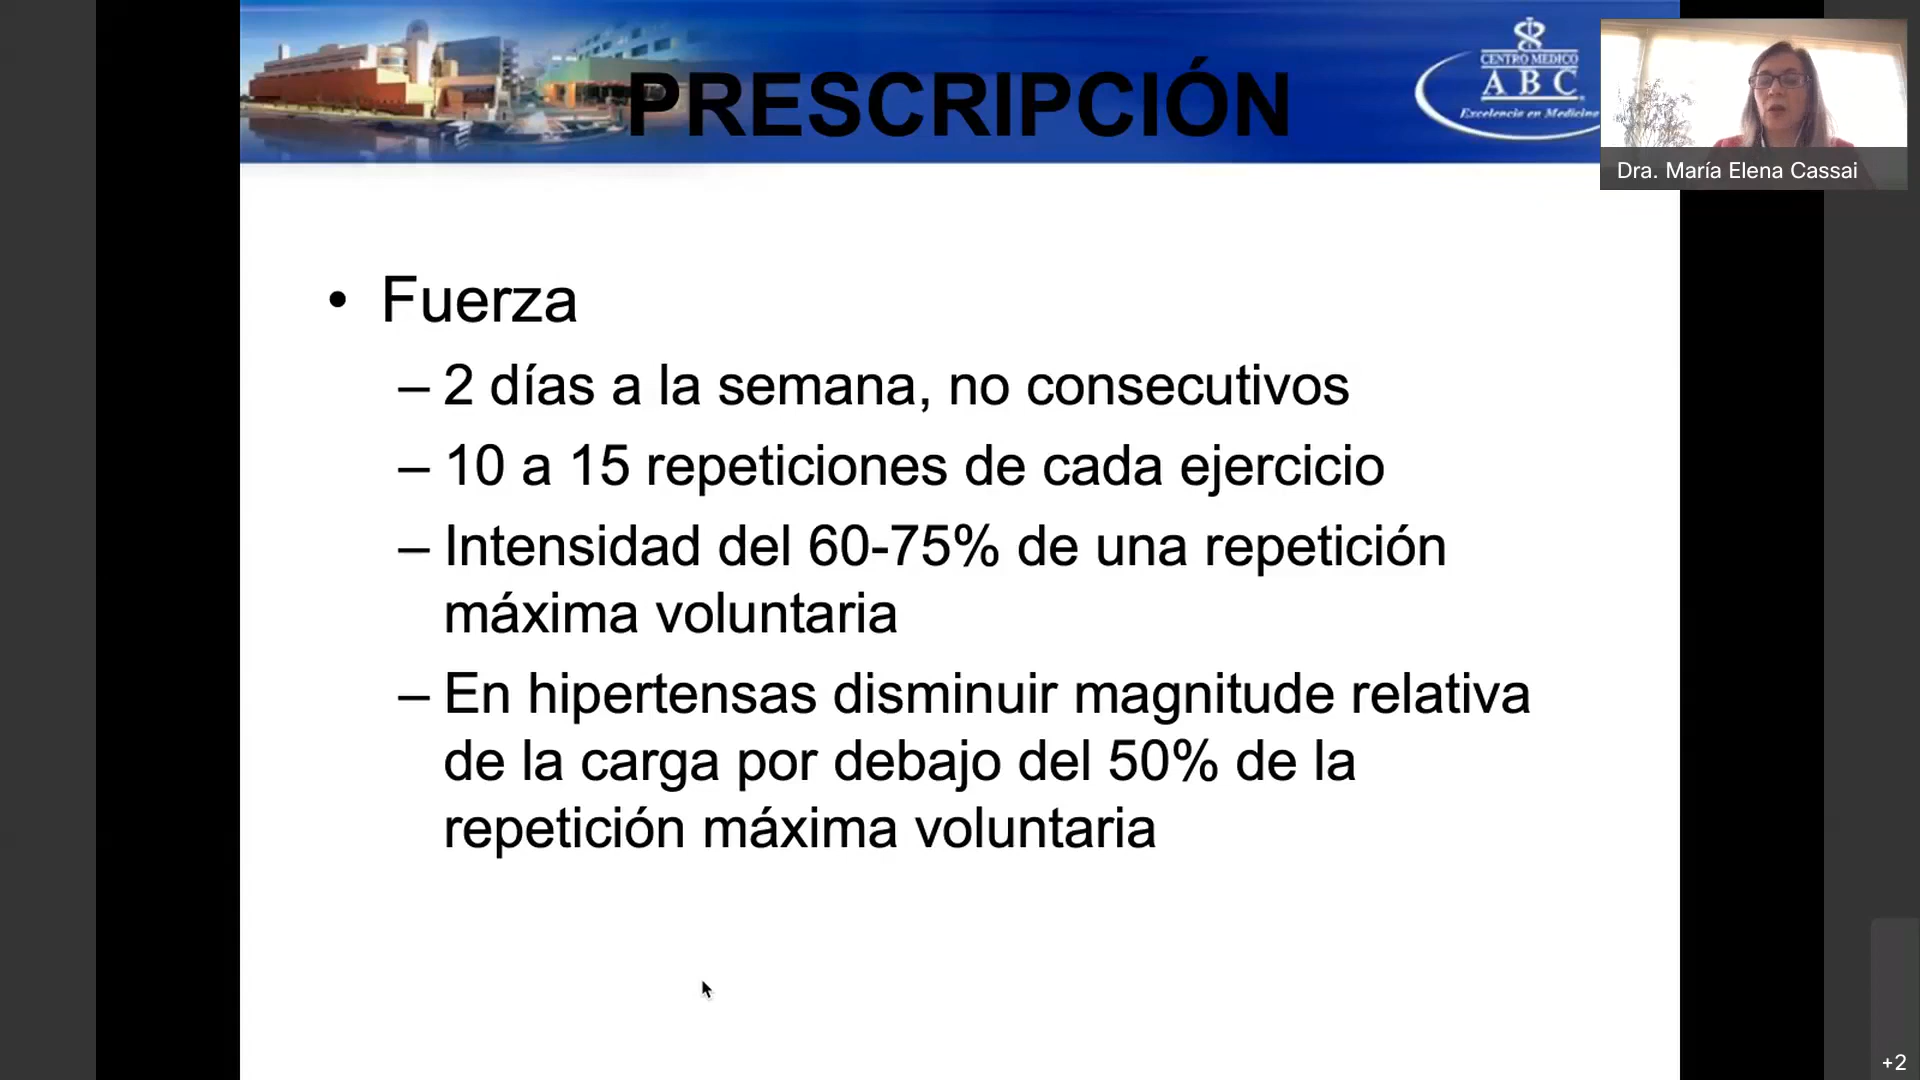 PRESCRIPCIÓN
CENTRO MEDICO
ABC
Excelencia en Medicina
Dra. María Elena Cassai
• Fuerza
– 2 días a la semana, no consecutivos
– 10 a 15 repeticiones de cada ejercicio
– Intensidad del 60-75% de una repetición
máxima voluntaria
– En hipertensas disminuir magnitude relativa
de la carga por debajo del 50% de la
repetición máxima voluntaria
+2